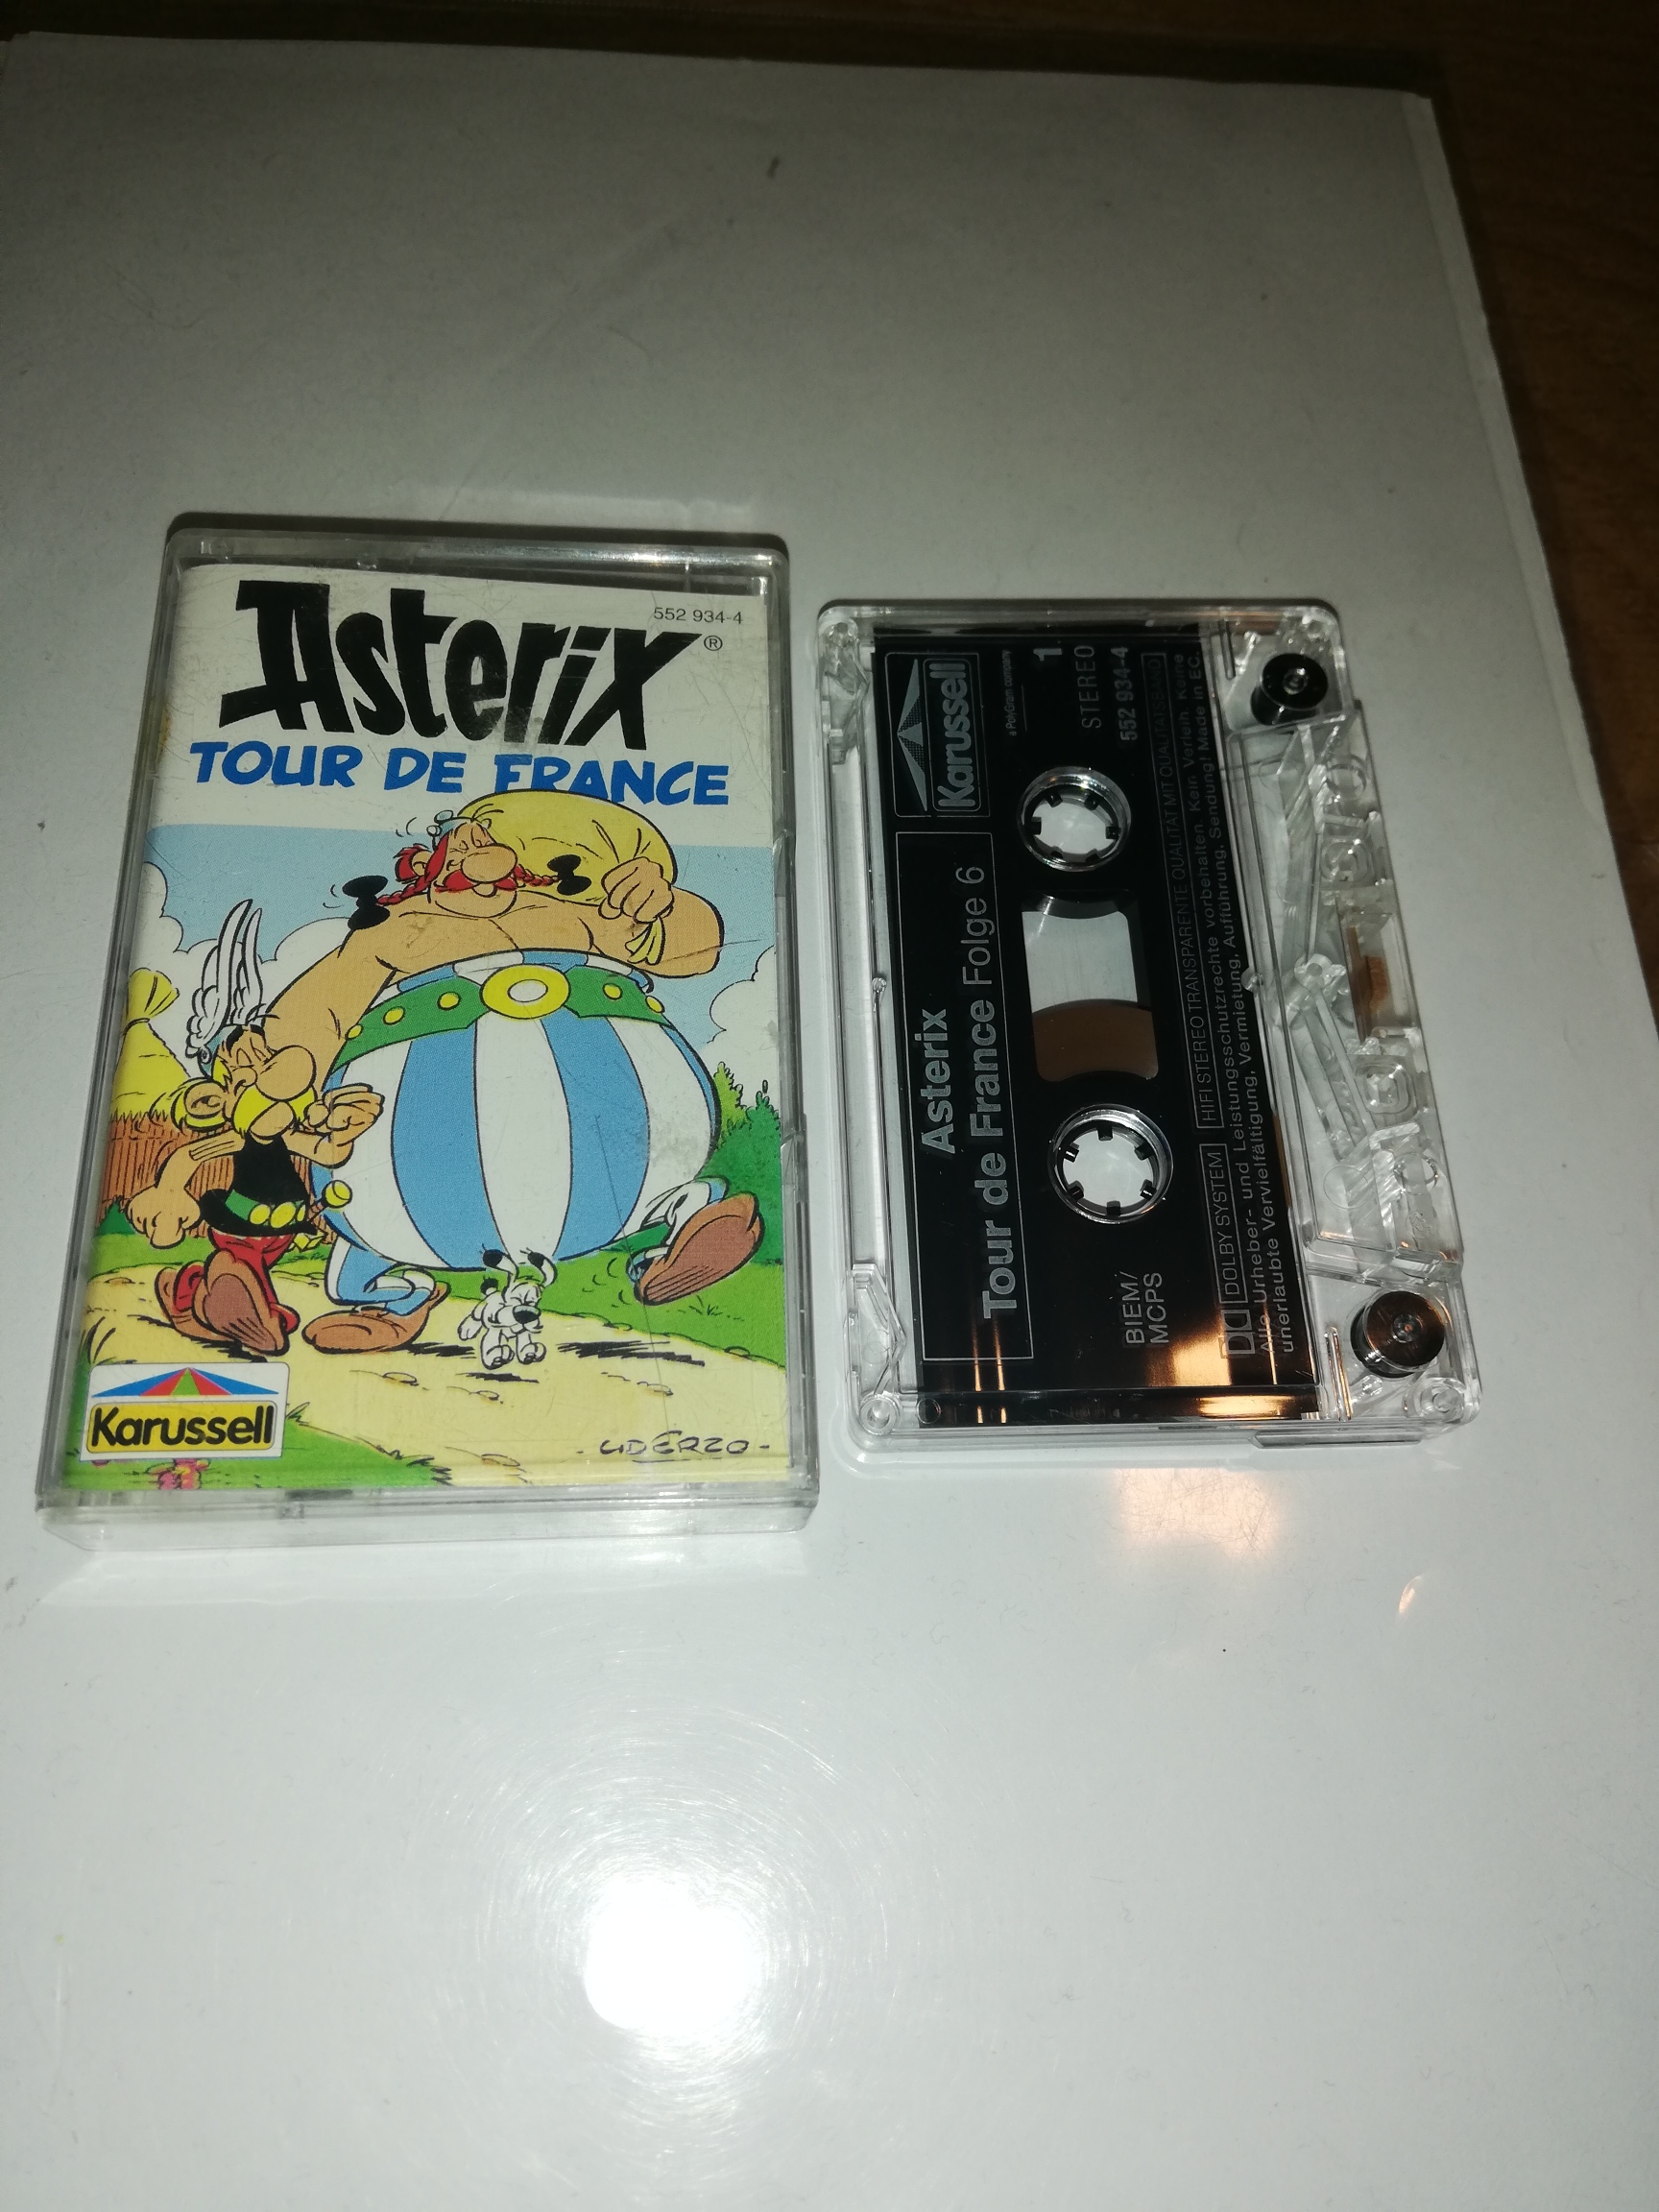 552 934-4
Asterix®
TOUR DE FRANCE
Karussell
- UDERZO -
Karussell
a PolyGram company
1
STEREO
552 934-4
Asterix
Tour de France Folge 6
BIEM/
MCPS
DOLBY SYSTEM HIFI STEREO TRANSPARENTE QUALITÄT MIT QUALITÄTSBAND
Alle Urheber- und Leistungsschutzrechte vorbehalten. Kein Verleih. Keine
unerlaubte Vervielfältigung, Vermietung, Aufführung, Sendung! Made in EC.